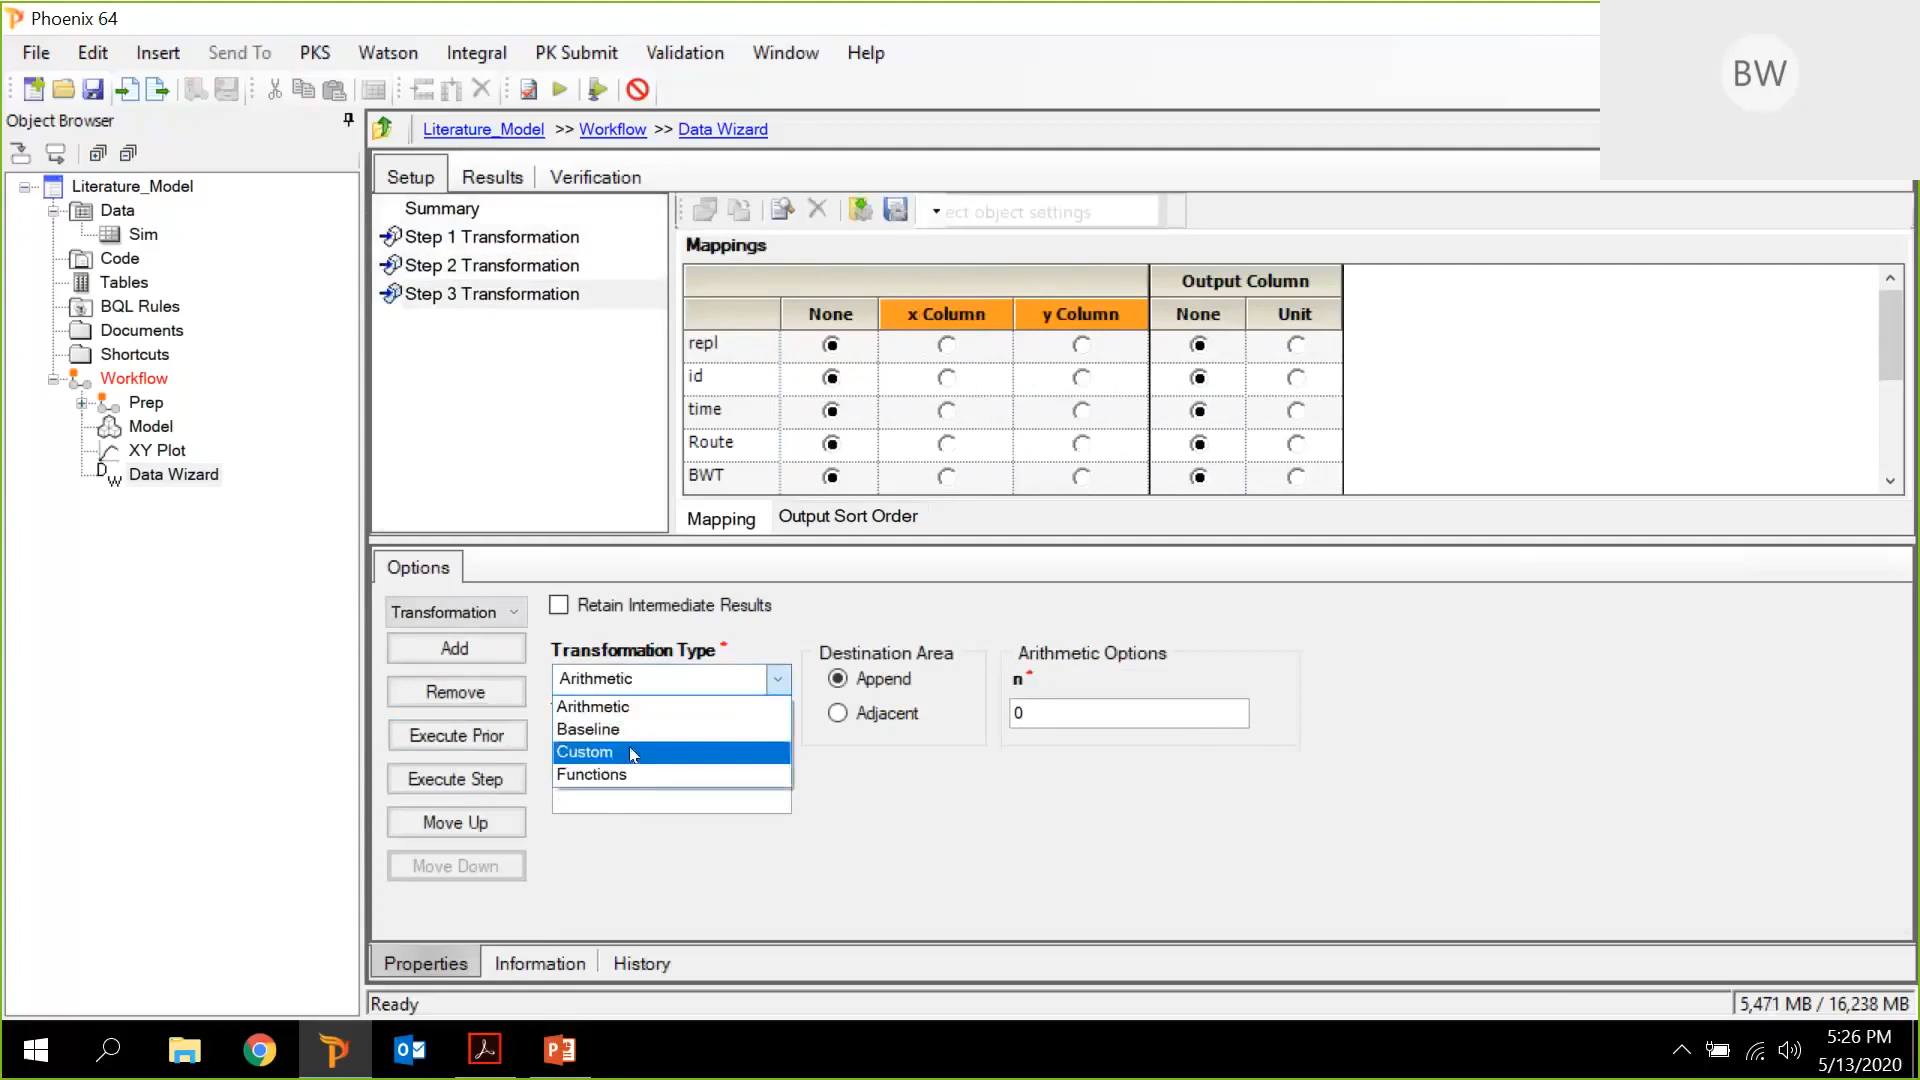 Phoenix 64
BW
File Edit Insert Send To PKS Watson Integral PK Submit Validation Window Help
Object Browser
Literature_Model >> Workflow >> Data Wizard
Literature_Model
Data
Sim
Code
Tables
BQL Rules
Documents
Shortcuts
Workflow
Prep
Model
XY Plot
Data Wizard
Setup Results Verification
Summary
Step 1 Transformation
Step 2 Transformation
Step 3 Transformation
ect object settings
Mappings
Output Column
None x Column y Column None Unit
repl
id
time
Route
BWT
Mapping Output Sort Order
Options
Transformation
Add
Remove
Execute Prior
Execute Step
Move Up
Move Down
Retain Intermediate Results
Transformation Type *
Arithmetic
Arithmetic
Baseline
Custom
Functions
Destination Area
Append
Adjacent
Arithmetic Options
n *
0
Properties Information History
Ready
5,471 MB / 16,238 MB
5:26 PM
5/13/2020